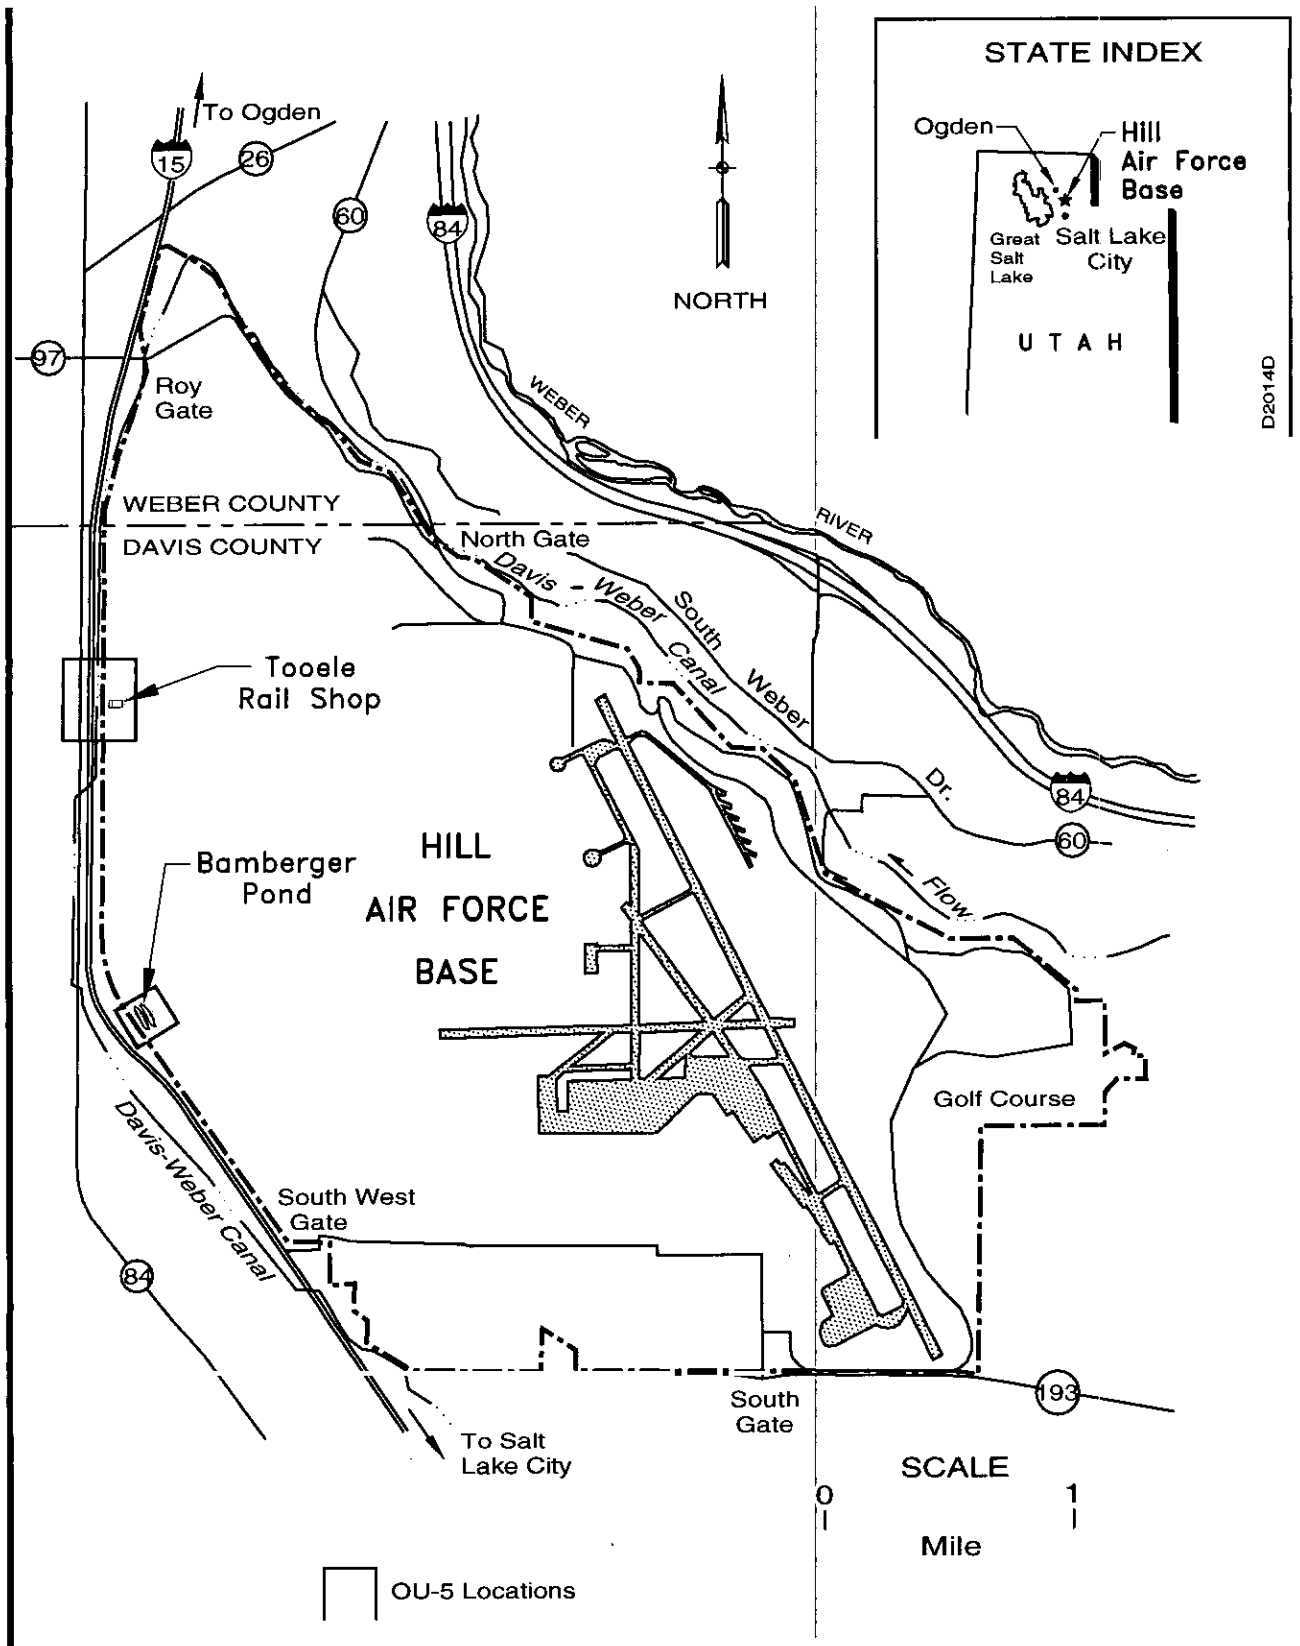 STATE INDEX
Ogden
Hill
Air Force
Base
Great
Salt
Lake
Salt Lake
City
UTAH
D2014D
To Ogden
15
26
60
84
NORTH
97
Roy
Gate
WEBER
RIVER
WEBER COUNTY
DAVIS COUNTY
North Gate
Davis - Weber Canal
South Weber Dr.
Tooele
Rail Shop
84
60
Bamberger
Pond
HILL
AIR FORCE
BASE
Flow
Golf Course
Davis-Weber Canal
South West
Gate
84
193
South
Gate
To Salt
Lake City
SCALE
0 1
Mile
OU-5 Locations